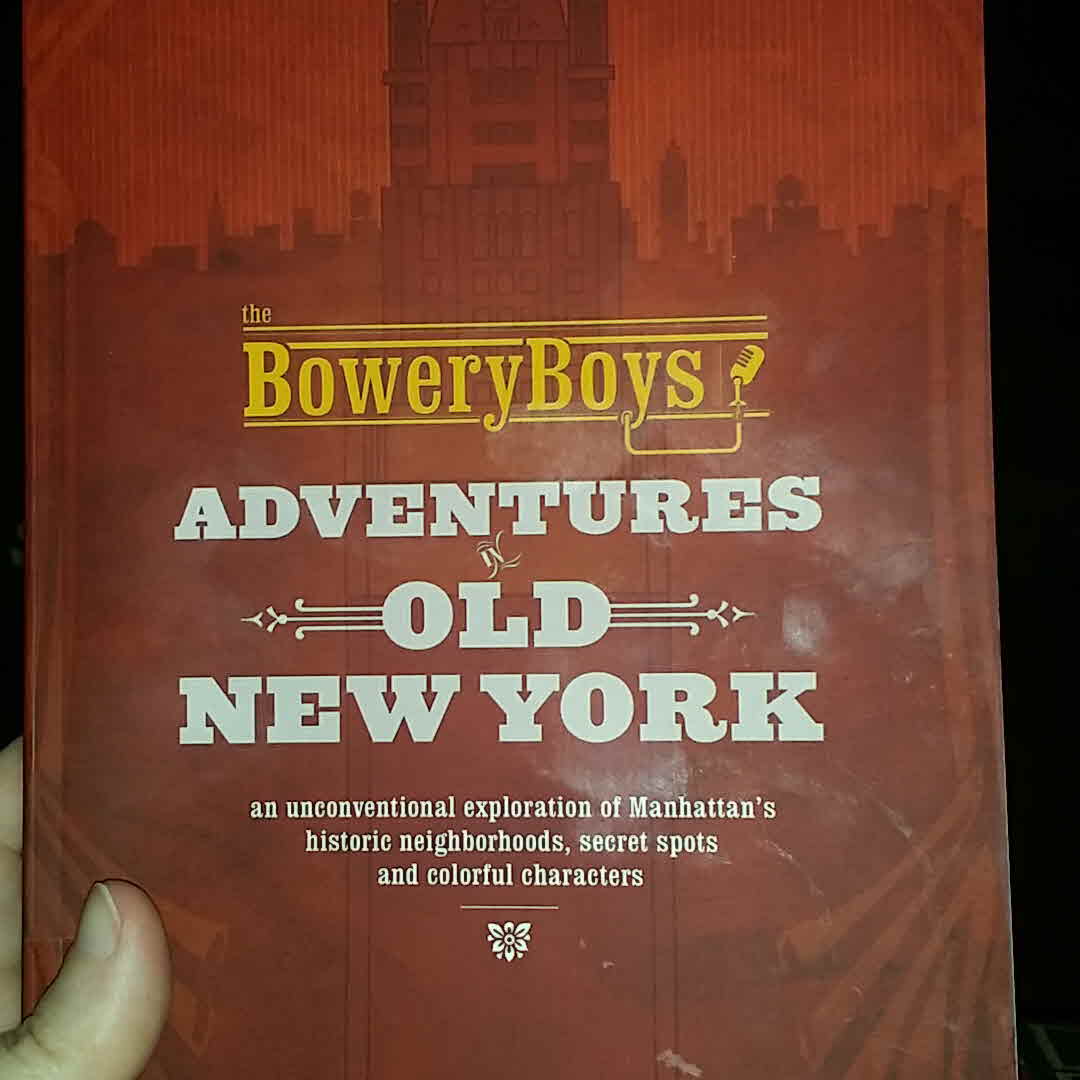 the
BoweryBoys
ADVENTURES
IN
OLD
NEW YORK
an unconventional exploration of Manhattan's
historic neighborhoods, secret spots
and colorful characters